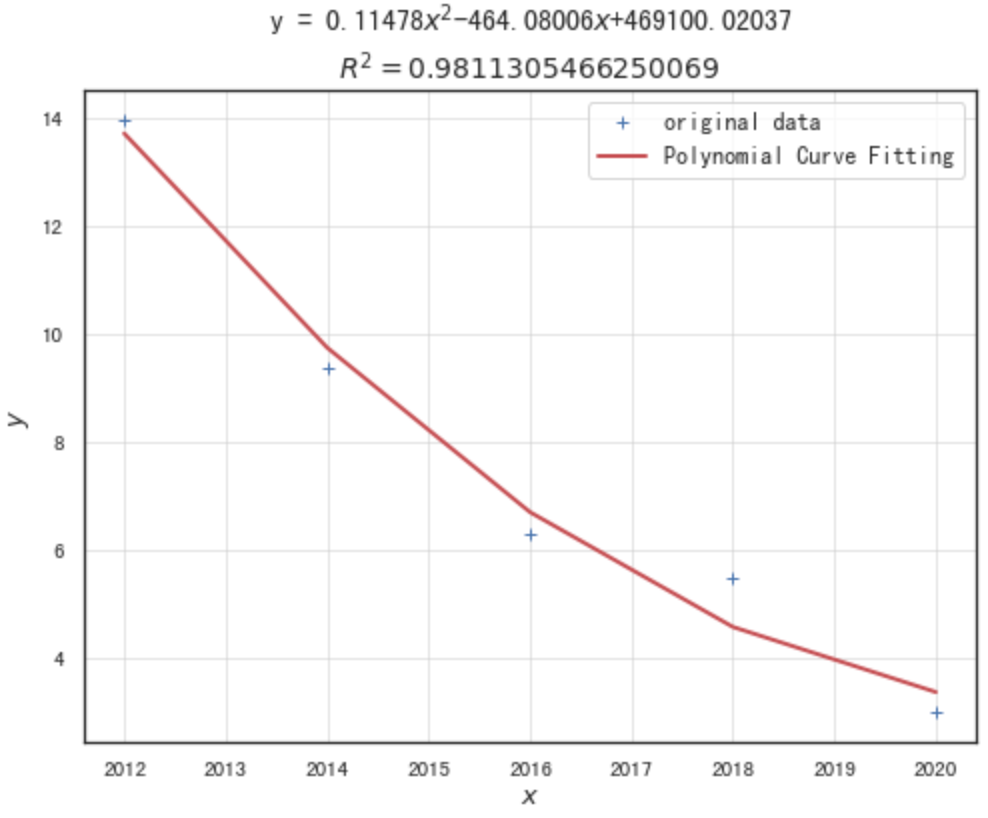 y = 0.11478x²−464.08006x+469100.02037
R² = 0.9811305466250069
original data
Polynomial Curve Fitting
14
12
10
8
6
4
y
2012 2013 2014 2015 2016 2017 2018 2019 2020
x